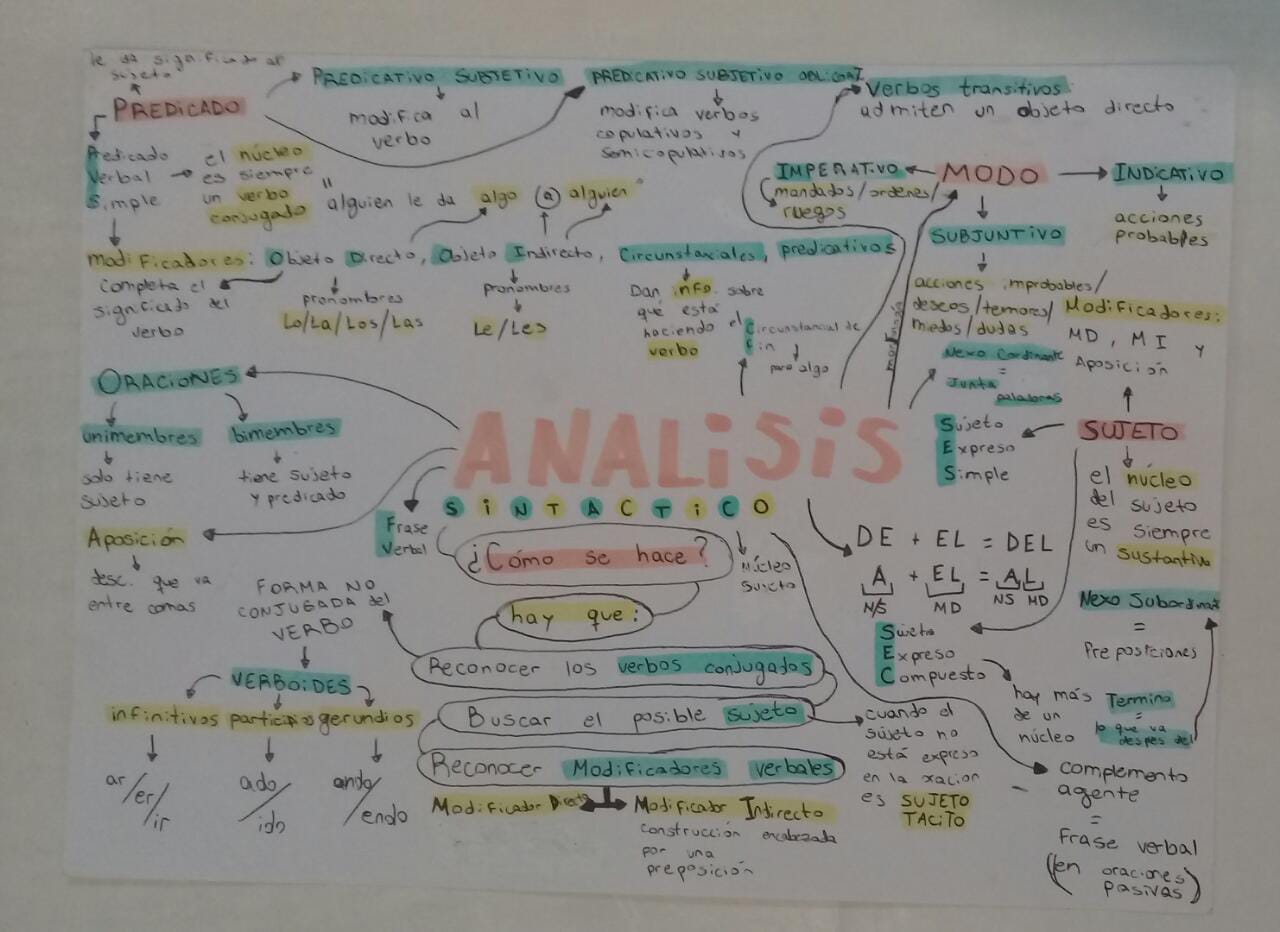 le da significado al
sujeto
PREDICADO
PREDICATIVO SUBJETIVO
modifica al
verbo
PREDICATIVO SUBJETIVO OBLIGAT.
modifica verbos
copulativos y
semicopulativos
Verbos transitivos:
admiten un objeto directo
Predicado
Verbal
Simple
el núcleo
es siempre
un verbo
conjugado
"alguien le da algo (a) alguien"
IMPERATIVO
mandados/ordenes/
ruegos
MODO
INDICATIVO
acciones
probables
SUBJUNTIVO
acciones improbables/
deseos/temores/
miedos/dudas
modificadores: Objeto Directo, Objeto Indirecto, Circunstanciales, predicativos
Completa el
significado del
verbo
pronombres
Lo/La/Los/Las
pronombres
Le/Les
Dan info. sobre
qué está
haciendo el
verbo
Circunstancial de
Fin
para algo
Modificadores:
MD, MI y
Aposición
Nexo Cordinante
=
Junta
palabras
ORACIONES
unimembres
solo tiene
sujeto
bimembres
tiene sujeto
y predicado
ANALISIS
SINTACTICO
Sujeto
Expreso
Simple
SUJETO
el núcleo
del sujeto
es siempre
un sustantivo
Aposición
desc. que va
entre comas
Frase
Verbal
¿Cómo se hace?
hay que:
Núcleo
Sujeto
DE + EL = DEL
A + EL = AL
N/S MD NS MD
FORMA NO
CONJUGADA del
VERBO
VERBOIDES
infinitivos participios gerundios
ar/er/ir
ado/ido
ando/endo
Reconocer los verbos conjugados
Buscar el posible sujeto
Reconocer Modificadores verbales
Modificador Directo
Modificador Indirecto
construcción encabezada
por una
preposición
cuando el
sujeto no
está expreso
en la oración
es SUJETO
TACITO
Sujeto
Expreso
Compuesto
hay más
de un
núcleo
Nexo Subordinad
=
Preposiciones
Termino
=
lo que va
despés del
complemento
agente
=
Frase verbal
(en oraciones
pasivas)